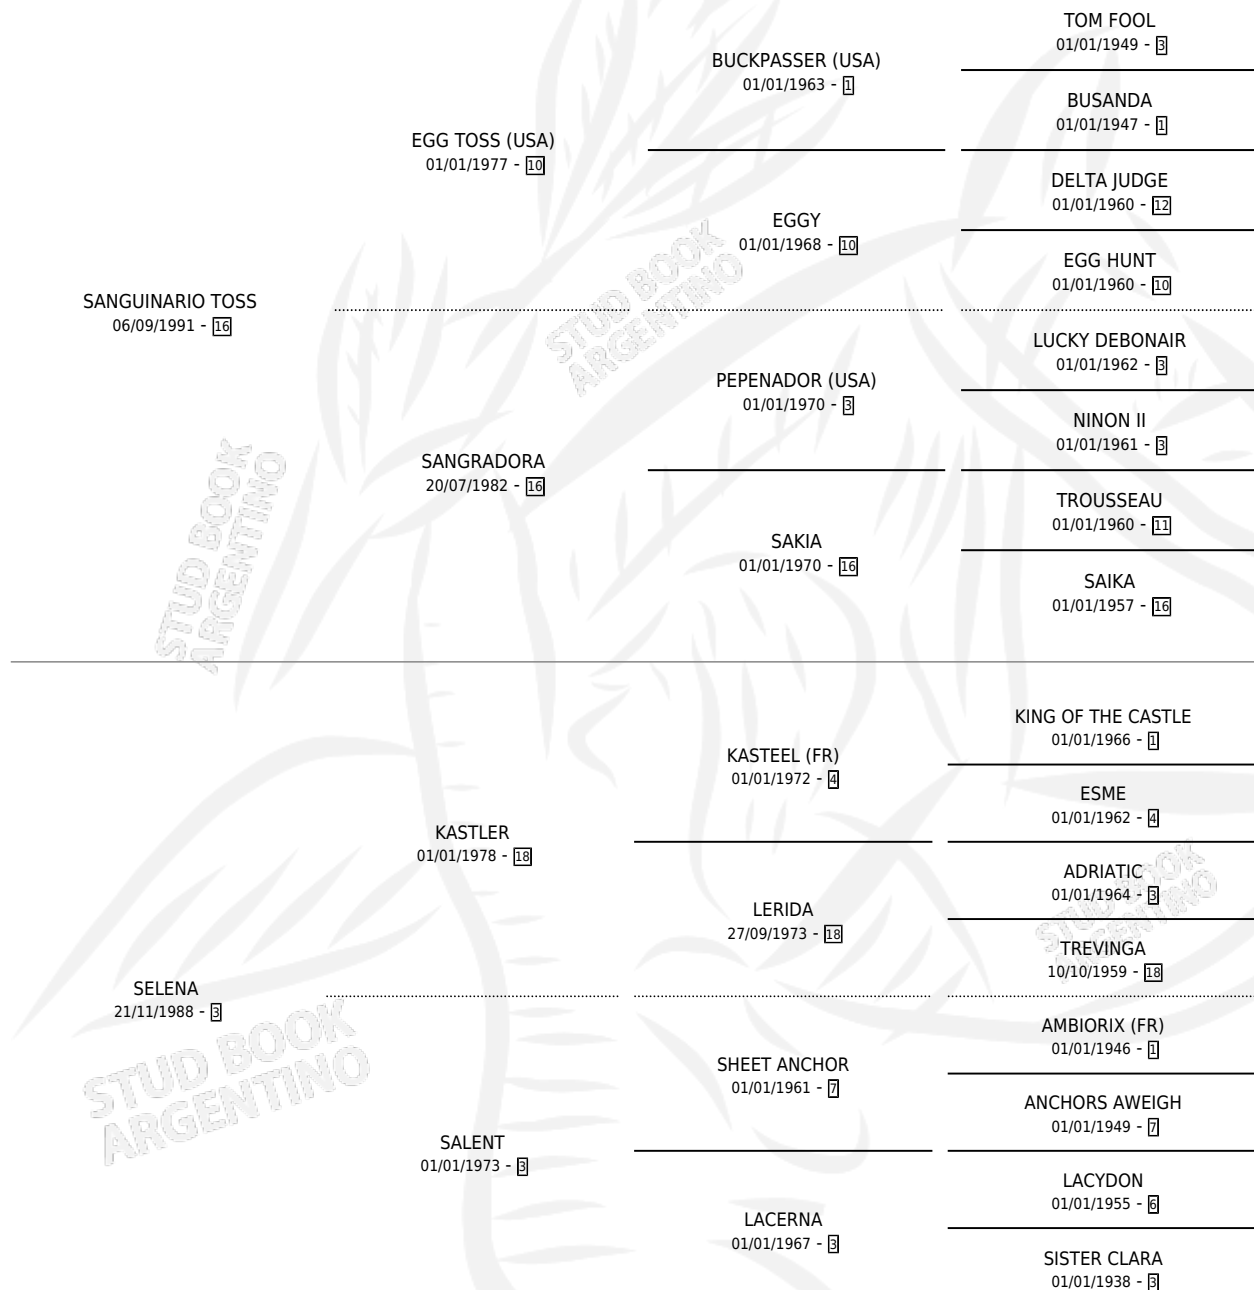 TOM FOOL
01/01/1949 - 3
BUCKPASSER (USA)
01/01/1963 - 1
BUSANDA
01/01/1947 - 1
EGG TOSS (USA)
01/01/1977 - 10
DELTA JUDGE
01/01/1960 - 12
EGGY
01/01/1968 - 10
EGG HUNT
01/01/1960 - 10
SANGUINARIO TOSS
06/09/1991 - 16
STUD BOOK
ARGENTINO
LUCKY DEBONAIR
01/01/1962 - 3
PEPENADOR (USA)
01/01/1970 - 3
NINON II
01/01/1961 - 3
SANGRADORA
20/07/1982 - 16
TROUSSEAU
01/01/1960 - 11
SAKIA
01/01/1970 - 16
SAIKA
01/01/1957 - 16
STUD BOOK
ARGENTINO
KING OF THE CASTLE
01/01/1966 - 1
KASTEEL (FR)
01/01/1972 - 4
ESME
01/01/1962 - 4
KASTLER
01/01/1978 - 18
ADRIATIC
01/01/1964 - 3
LERIDA
27/09/1973 - 18
TREVINGA
10/10/1959 - 18
STUD BOOK
ARGENTINO
SELENA
21/11/1988 - 3
AMBIORIX (FR)
01/01/1946 - 1
SHEET ANCHOR
01/01/1961 - 7
ANCHORS AWEIGH
01/01/1949 - 7
STUD BOOK
ARGENTINO
SALENT
01/01/1973 - 3
LACYDON
01/01/1955 - 6
LACERNA
01/01/1967 - 3
SISTER CLARA
01/01/1938 - 3